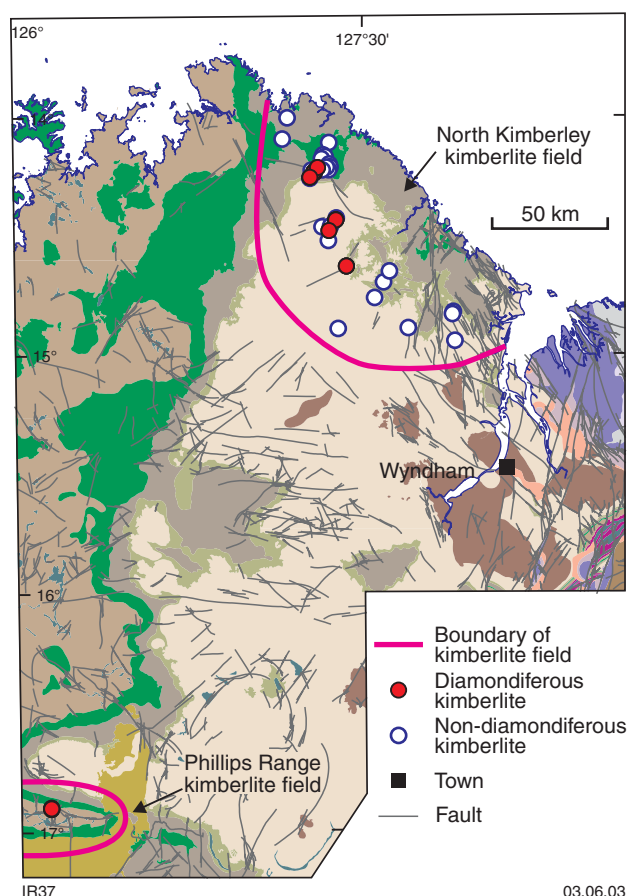 126°
127°30'
North Kimberley
kimberlite field
50 km
15°
Wyndham
16°
Boundary of
kimberlite field
Diamondiferous
kimberlite
Non-diamondiferous
kimberlite
Phillips Range
kimberlite field
Town
Fault
17°
IR37
03.06.03